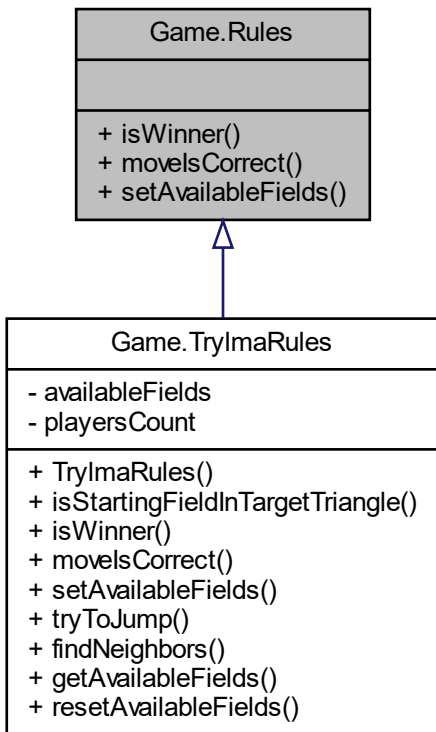 Game.Rules
+ isWinner()
+ moveIsCorrect()
+ setAvailableFields()
Game.TrylmaRules
- availableFields
- playersCount
+ TrylmaRules()
+ isStartingFieldInTargetTriangle()
+ isWinner()
+ moveIsCorrect()
+ setAvailableFields()
+ tryToJump()
+ findNeighbors()
+ getAvailableFields()
+ resetAvailableFields()